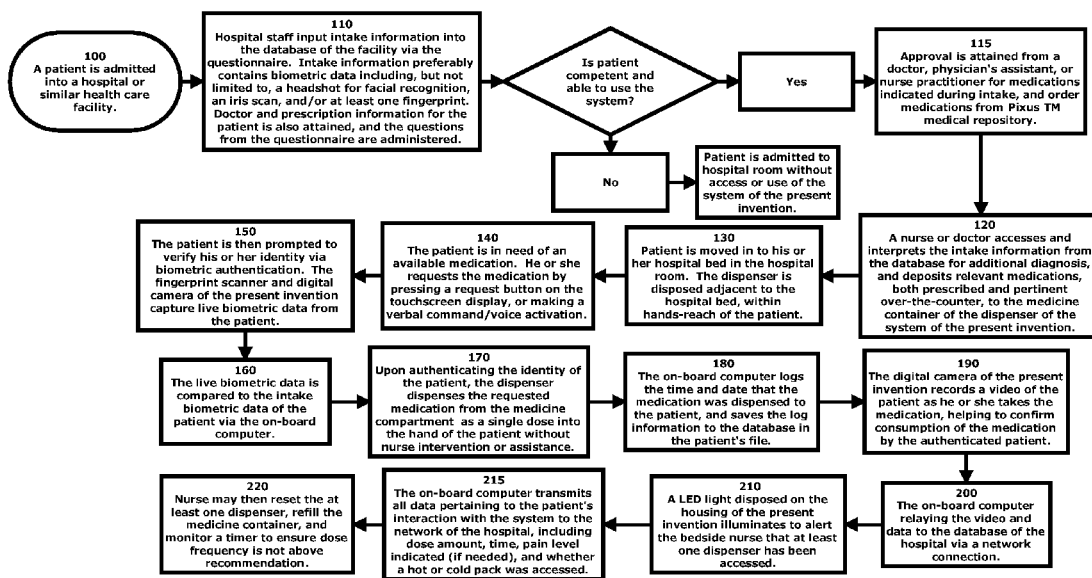 100
A patient is admitted
into a hospital or
similar health care
facility.
110
Hospital staff input intake information into
the database of the facility via the
questionnaire. Intake information preferably
contains biometric data including, but not
limited to, a headshot for facial recognition,
an iris scan, and/or at least one fingerprint.
Doctor and prescription information for the
patient is also attained, and the questions
from the questionnaire are administered.
Is patient
competent and
able to use the
system?
Yes
115
Approval is attained from a
doctor, physician's assistant, or
nurse practitioner for medications
indicated during intake, and order
medications from Pixus TM
medical repository.
No
Patient is admitted to
hospital room without
access or use of the
system of the present
invention.
120
A nurse or doctor accesses and
interprets the intake information from
the database for additional diagnosis,
and deposits relevant medications,
both prescribed and pertinent
over-the-counter, to the medicine
container of the dispenser of the
system of the present invention.
130
Patient is moved in to his or
her hospital bed in the hospital
room. The dispenser is
disposed adjacent to the
hospital bed, within
hands-reach of the patient.
140
The patient is in need of an
available medication. He or she
requests the medication by
pressing a request button on the
touchscreen display, or making a
verbal command/voice activation.
150
The patient is then prompted to
verify his or her identity via
biometric authentication. The
fingerprint scanner and digital
camera of the present invention
capture live biometric data from
the patient.
160
The live biometric data is
compared to the intake
biometric data of the
patient via the on-board
computer.
170
Upon authenticating the identity
of the patient, the dispenser
dispenses the requested
medication from the medicine
compartment as a single dose into
the hand of the patient without
nurse intervention or assistance.
180
The on-board computer logs
the time and date that the
medication was dispensed to
the patient, and saves the log
information to the database
in the patient's file.
190
The digital camera of the present
invention records a video of the
patient as he or she takes the
medication, helping to confirm
consumption of the medication
by the authenticated patient.
200
The on-board computer
relaying the video and
data to the database of the
hospital via a network
connection.
210
A LED light disposed on the
housing of the present
invention illuminates to alert
the bedside nurse that at least
one dispenser has been
accessed.
215
The on-board computer transmits
all data pertaining to the patient's
interaction with the system to the
network of the hospital, including
dose amount, time, pain level
indicated (if needed), and whether
a hot or cold pack was accessed.
220
Nurse may then reset the at
least one dispenser, refill the
medicine container, and
monitor a timer to ensure dose
frequency is not above
recommendation.